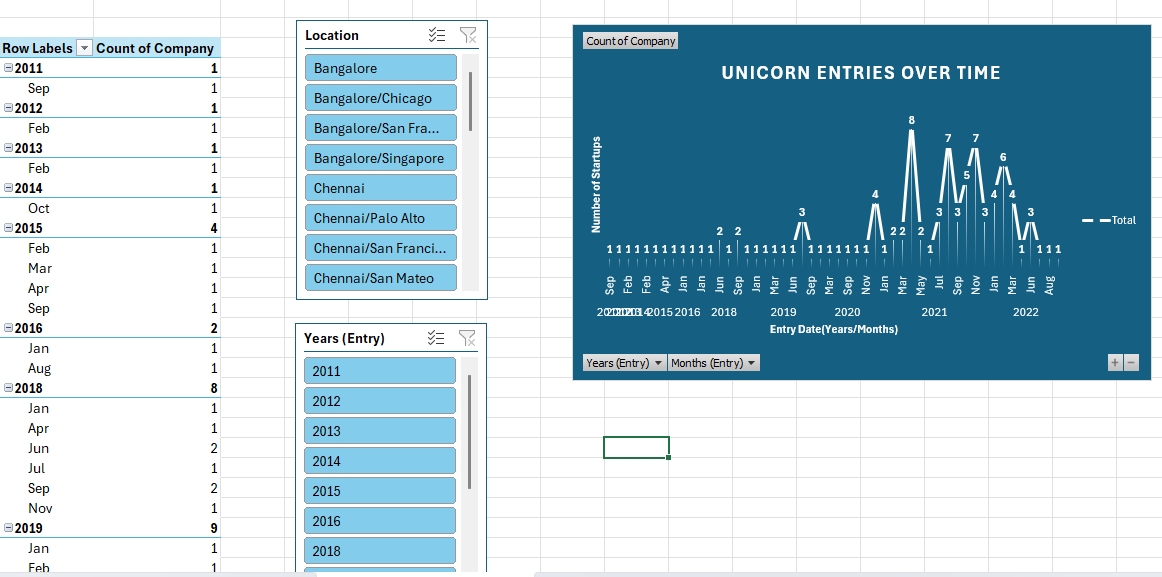 Row Labels Count of Company
2011 1
Sep 1
2012 1
Feb 1
2013 1
Feb 1
2014 1
Oct 1
2015 4
Feb 1
Mar 1
Apr 1
Sep 1
2016 2
Jan 1
Aug 1
2018 8
Jan 1
Apr 1
Jun 2
Jul 1
Sep 2
Nov 1
2019 9
Jan 1
Feb 1
Location
Bangalore
Bangalore/Chicago
Bangalore/San Fra...
Bangalore/Singapore
Chennai
Chennai/Palo Alto
Chennai/San Franci...
Chennai/San Mateo
Years (Entry)
2011
2012
2013
2014
2015
2016
2018
Count of Company
UNICORN ENTRIES OVER TIME
Number of Startups
1 1 1 1 1 1 1 1 1 1 1 1 2 1 2 1 1 1 1 1 1 3 1 1 1 1 1 1 1 4 1 2 2 8 2 1 3 7 3 5 7 3 4 6 4 1 3 1 1 1
Total
Sep Feb Feb Apr Jan Jan Jun Sep Jan Mar Jun Sep Mar Sep Nov Jan Mar May Jul Sep Nov Jan Mar Jun Aug
2015 2016 2018 2019 2020 2021 2022
Entry Date(Years/Months)
Years (Entry) Months (Entry) + −